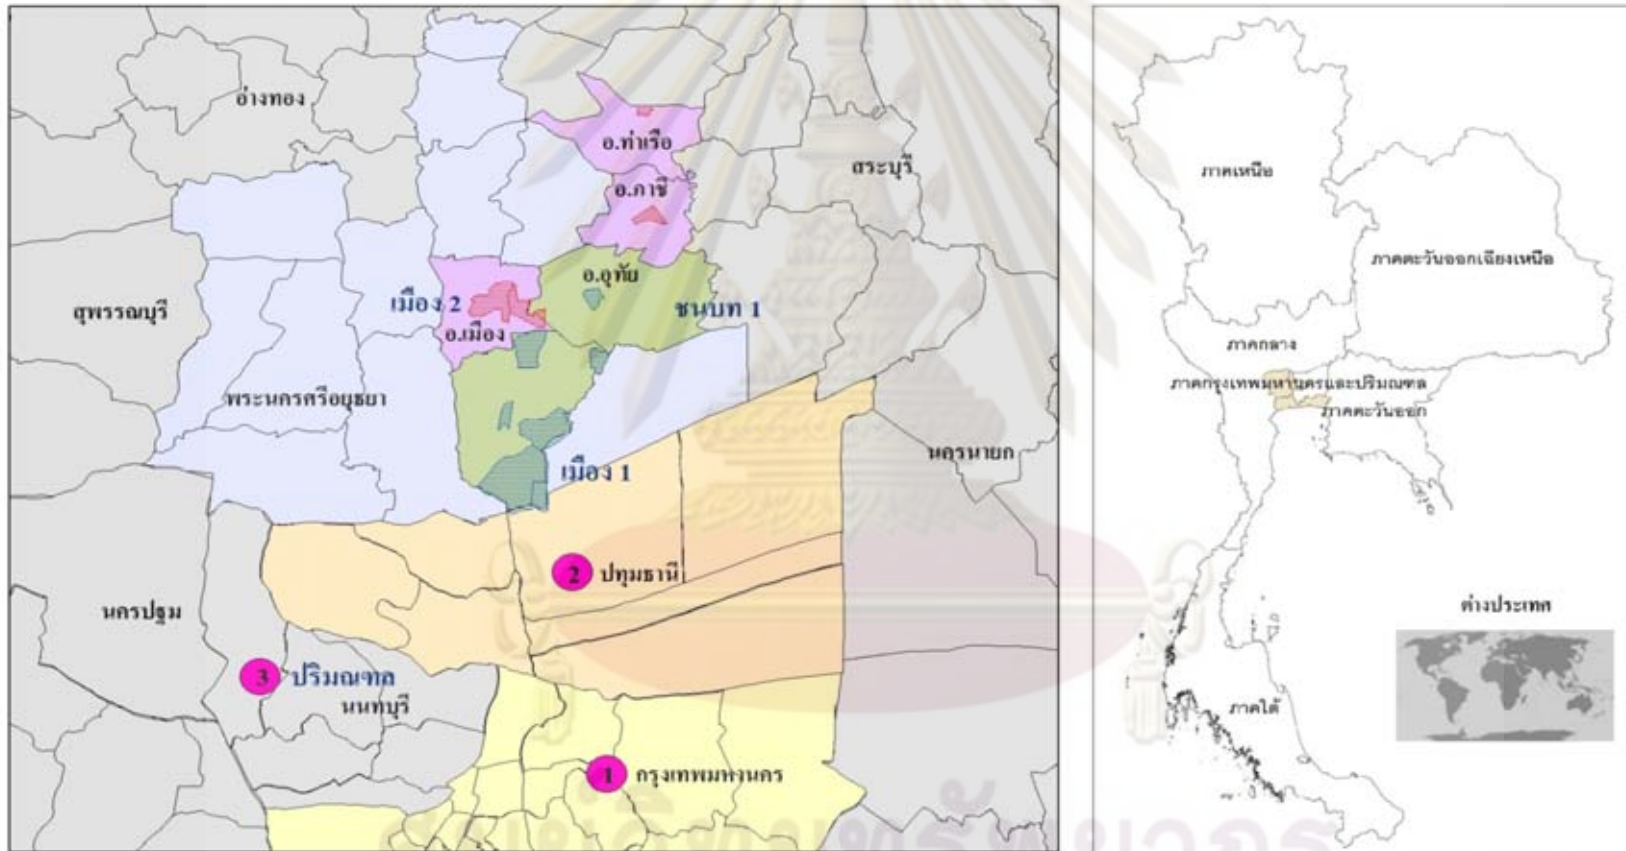 อ่างทอง
อ.ท่าเรือ
สระบุรี
อ.ภาชี
อ.อุทัย
สุพรรณบุรี
เมือง 2
ชนบท 1
อ.เมือง
พระนครศรีอยุธยา
นครนายก
เมือง 1
2 ปทุมธานี
นครปฐม
3 ปริมณฑล
นนทบุรี
1 กรุงเทพมหานคร
ภาคเหนือ
ภาคตะวันออกเฉียงเหนือ
ภาคกลาง
ภาคกรุงเทพมหานครและปริมณฑล
ภาคตะวันออก
ต่างประเทศ
ภาคใต้